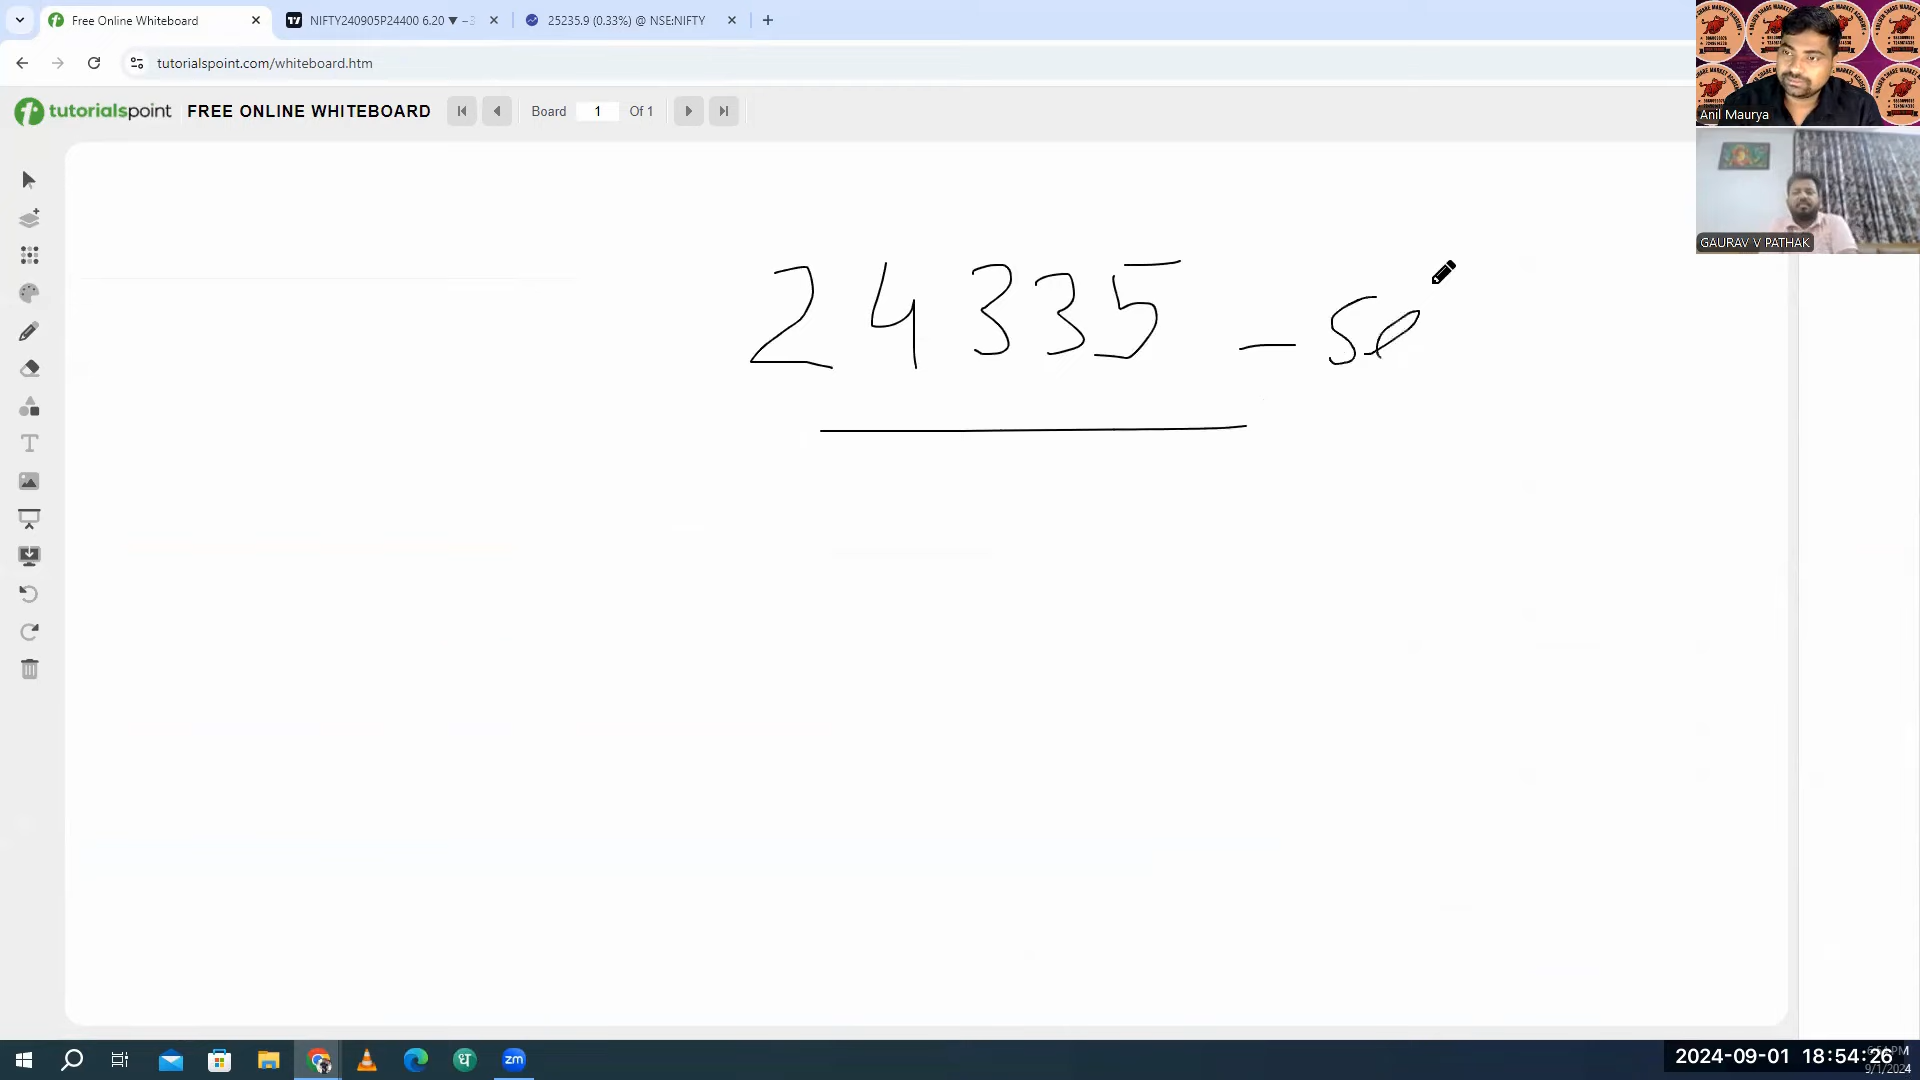 Free Online Whiteboard
NIFTY240905P24400 6.20 ▼ −3
25235.9 (0.33%) @ NSE:NIFTY
tutorialspoint.com/whiteboard.htm
tutorialspoint FREE ONLINE WHITEBOARD Board 1 Of 1
Anil Maurya
GAURAV V PATHAK
24335 - 50
zm
2024-09-01 18:54:26
9/1/2024